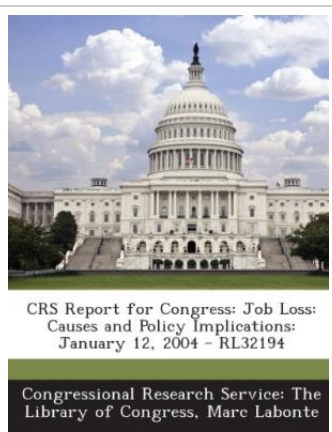 CRS Report for Congress: Job Loss:
Causes and Policy Implications:
January 12, 2004 - RL32194
Congressional Research Service: The
Library of Congress, Marc Labonte